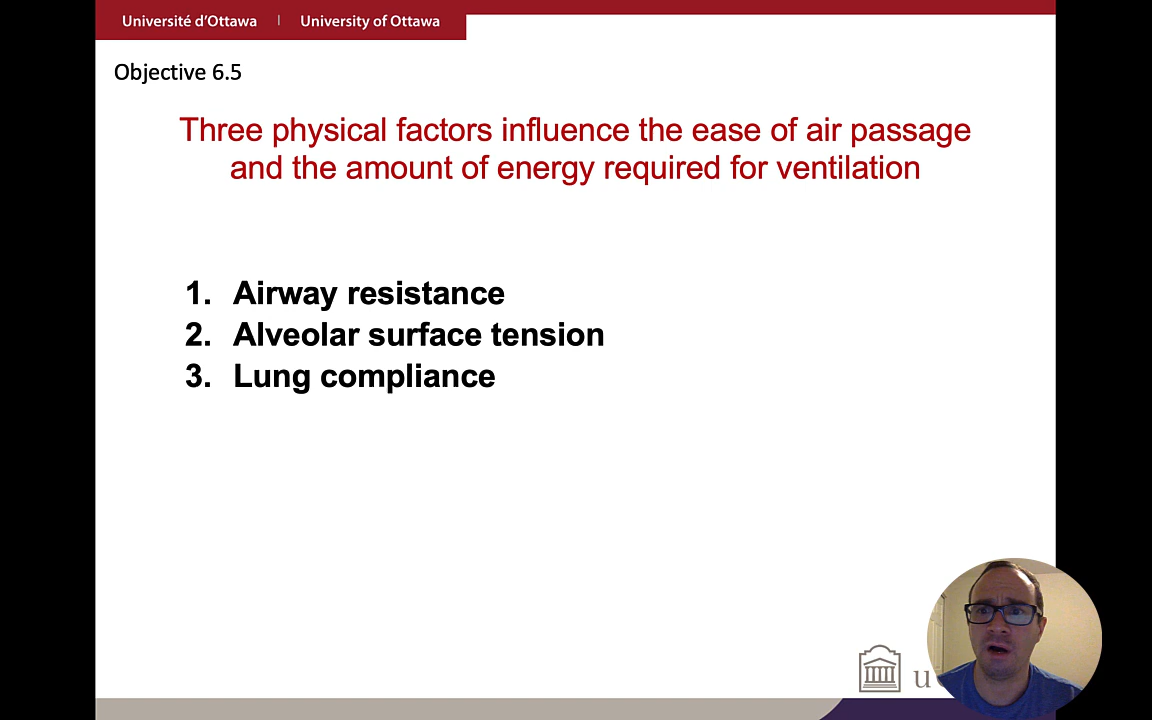 Université d'Ottawa | University of Ottawa
Objective 6.5
Three physical factors influence the ease of air passage
and the amount of energy required for ventilation
1. Airway resistance
2. Alveolar surface tension
3. Lung compliance